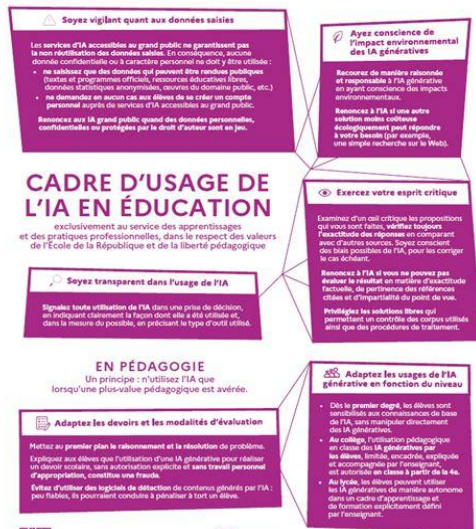 Soyez vigilant quant aux données saisies
Les services d'IA accessibles au grand public ne garantissent pas
la non réutilisation des données saisies. En conséquence, aucune
donnée confidentielle ou à caractère personnel ne doit y être utilisée :
• ne saisissez que des données qui peuvent être rendues publiques
(textes et programmes officiels, ressources éducatives libres,
données statistiques anonymisées, œuvres du domaine public, etc.)
• ne demandez en aucun cas aux élèves de se créer un compte
personnel auprès de services d'IA accessibles au grand public.
Renoncez aux IA grand public quand des données personnelles,
confidentielles ou protégées par le droit d'auteur sont en jeu.
Ayez conscience de
l'impact environnemental
des IA génératives
Recourez de manière raisonnée
et responsable à l'IA générative
en ayant conscience des impacts
environnementaux.
Renoncez à l'IA si une autre
solution moins coûteuse
écologiquement peut répondre
à votre besoin (par exemple,
une simple recherche sur le Web).
CADRE D'USAGE DE
L'IA EN ÉDUCATION
exclusivement au service des apprentissages
et des pratiques professionnelles, dans le respect des valeurs
de l'École de la République et de la liberté pédagogique
Exercez votre esprit critique
Examinez d'un œil critique les propositions
qui vous sont faites, vérifiez toujours
l'exactitude des réponses en comparant
avec d'autres sources. Soyez conscient
des biais possibles de l'IA, pour les corriger
le cas échéant.
Renoncez à l'IA si vous ne pouvez pas
évaluer le résultat en matière d'exactitude
factuelle, de pertinence des références
citées et d'impartialité du point de vue.
Privilégiez les solutions libres qui
permettent un contrôle des corpus utilisés
ainsi que des procédures de traitement.
Soyez transparent dans l'usage de l'IA
Signalez toute utilisation de l'IA dans une prise de décision,
en indiquant clairement la façon dont elle a été utilisée et,
dans la mesure du possible, en précisant le type d'outil utilisé.
EN PÉDAGOGIE
Un principe : n'utilisez l'IA que
lorsqu'une plus-value pédagogique est avérée.
Adaptez les devoirs et les modalités d'évaluation
Mettez au premier plan le raisonnement et la résolution de problème.
Expliquez aux élèves que l'utilisation d'une IA générative pour réaliser
un devoir scolaire, sans autorisation explicite et sans travail personnel
d'appropriation, constitue une fraude.
Évitez d'utiliser des logiciels de détection de contenus générés par l'IA :
peu fiables, ils pourraient conduire à pénaliser à tort un élève.
Adaptez les usages de l'IA
générative en fonction du niveau
• Dès le premier degré, les élèves sont
sensibilisés aux connaissances de base
de l'IA, sans manipuler directement
des IA génératives.
• Au collège, l'utilisation pédagogique
en classe des IA génératives par
les élèves, limitée, encadrée, expliquée
et accompagnée par l'enseignant,
est autorisée en classe à partir de la 4e.
• Au lycée, les élèves peuvent utiliser
les IA génératives de manière autonome
dans un cadre d'apprentissage et
de formation explicitement défini
par l'enseignant.